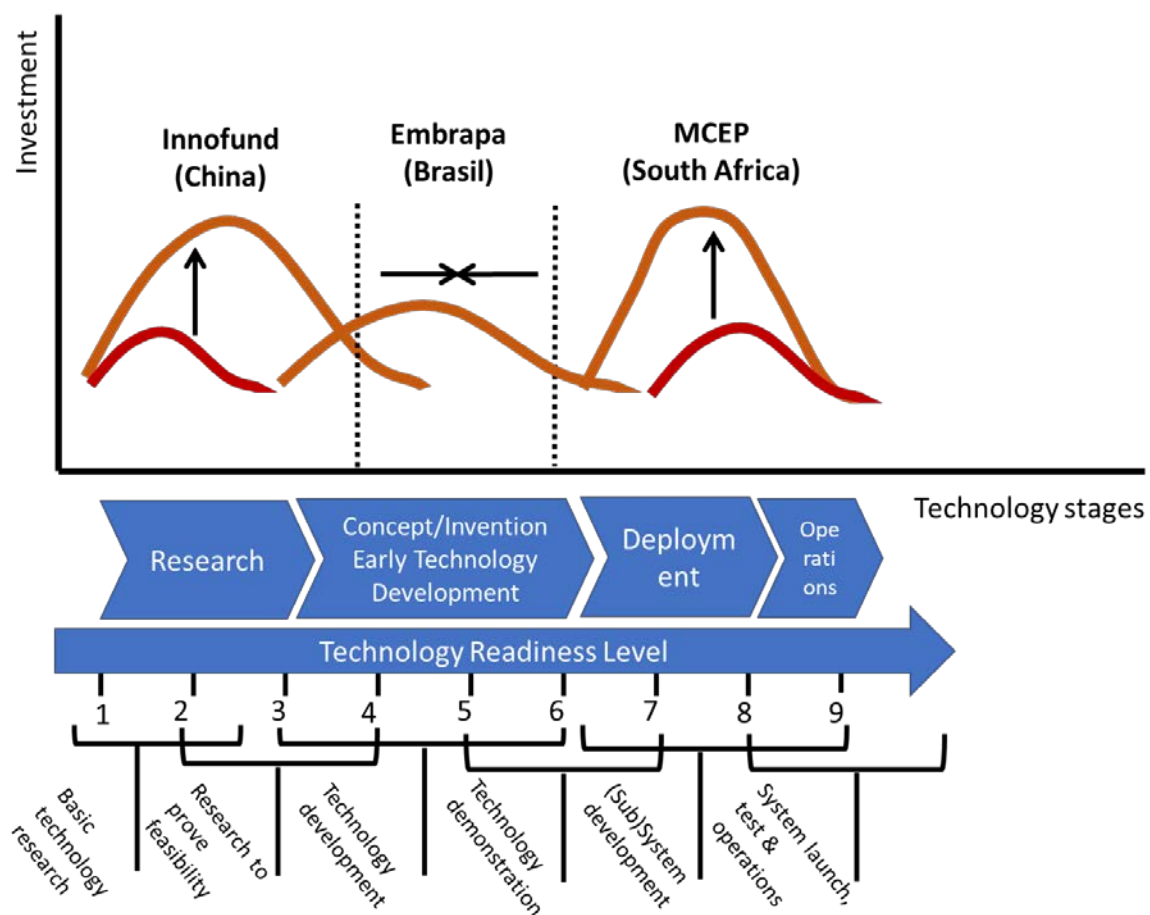 Investment
Innofund
(China)
Embrapa
(Brasil)
MCEP
(South Africa)
Technology stages
Research
Concept/Invention
Early Technology
Development
Deploym
ent
Ope
rati
ons
Technology Readiness Level
1
2
3
4
5
6
7
8
9
Basic
technology
research
Research to
prove
feasibility
Technology
development
Technology
demonstration
(Sub)System
development
System launch,
test &
operations